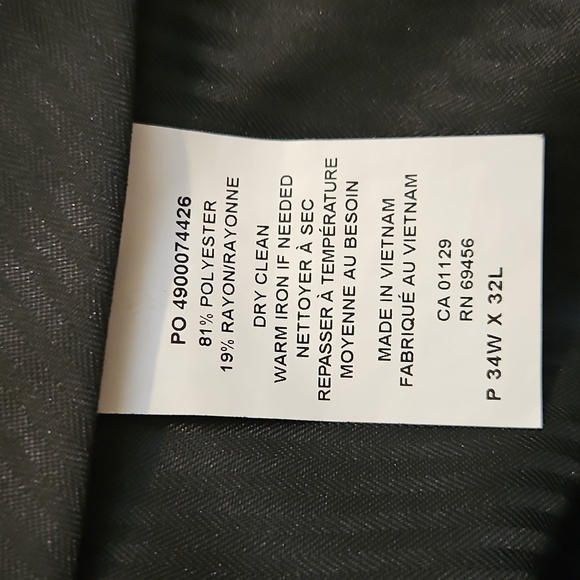 PO 4900074426
81% POLYESTER
19% RAYON/RAYONNE
DRY CLEAN
WARM IRON IF NEEDED
NETTOYER À SEC
REPASSER À TEMPÉRATURE
MOYENNE AU BESOIN
MADE IN VIETNAM
FABRIQUÉ AU VIETNAM
CA 01129
RN 69456
P 34W X 32L